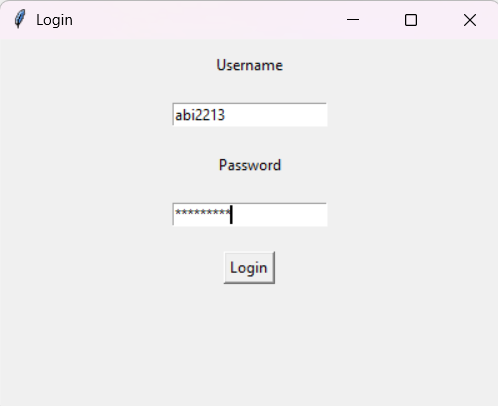 Login
Username
abi2213
Password
*********
Login